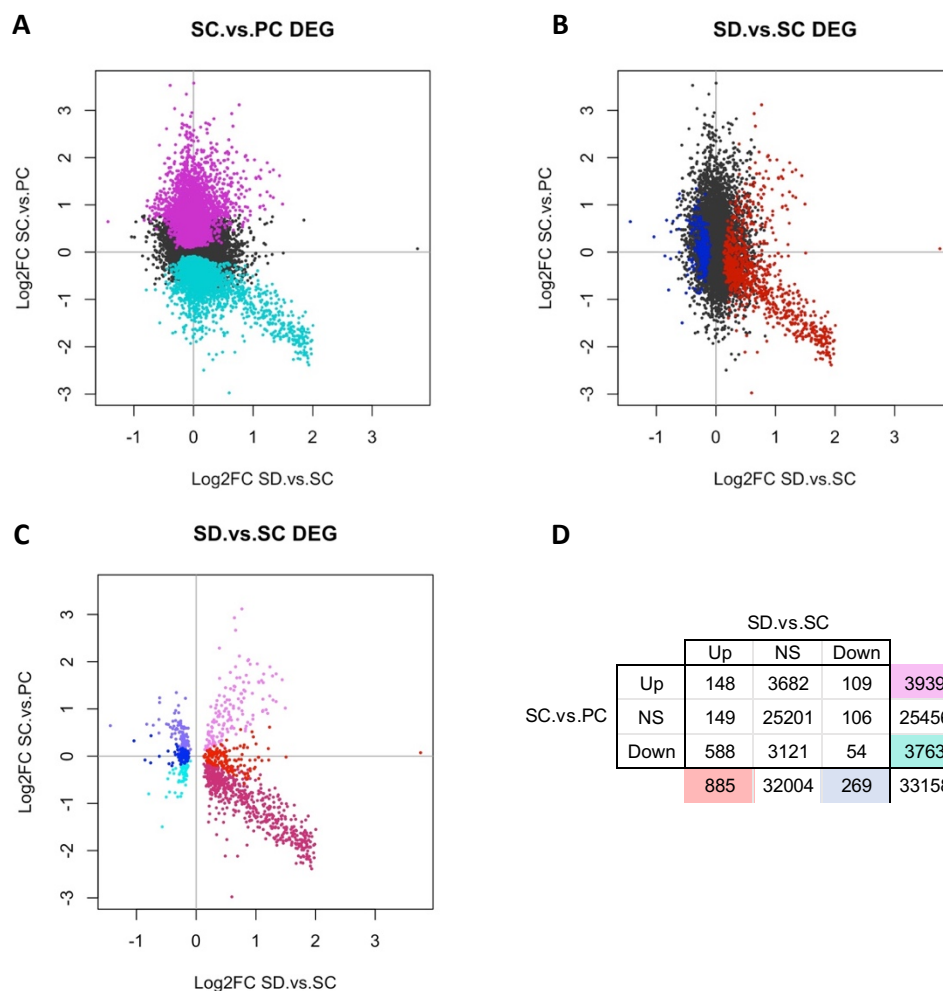 A
SC.vs.PC DEG
3
2
1
0
-1
-2
-3
Log2FC SC.vs.PC
-1 0 1 2 3
Log2FC SD.vs.SC
B
SD.vs.SC DEG
3
2
1
0
-1
-2
-3
Log2FC SC.vs.PC
-1 0 1 2 3
Log2FC SD.vs.SC
C
SD.vs.SC DEG
3
2
1
0
-1
-2
-3
Log2FC SC.vs.PC
-1 0 1 2 3
Log2FC SD.vs.SC
D
SD.vs.SC
Up NS Down
SC.vs.PC
Up 148 3682 109 3939
NS 149 25201 106 25456
Down 588 3121 54 3763
885 32004 269 33158